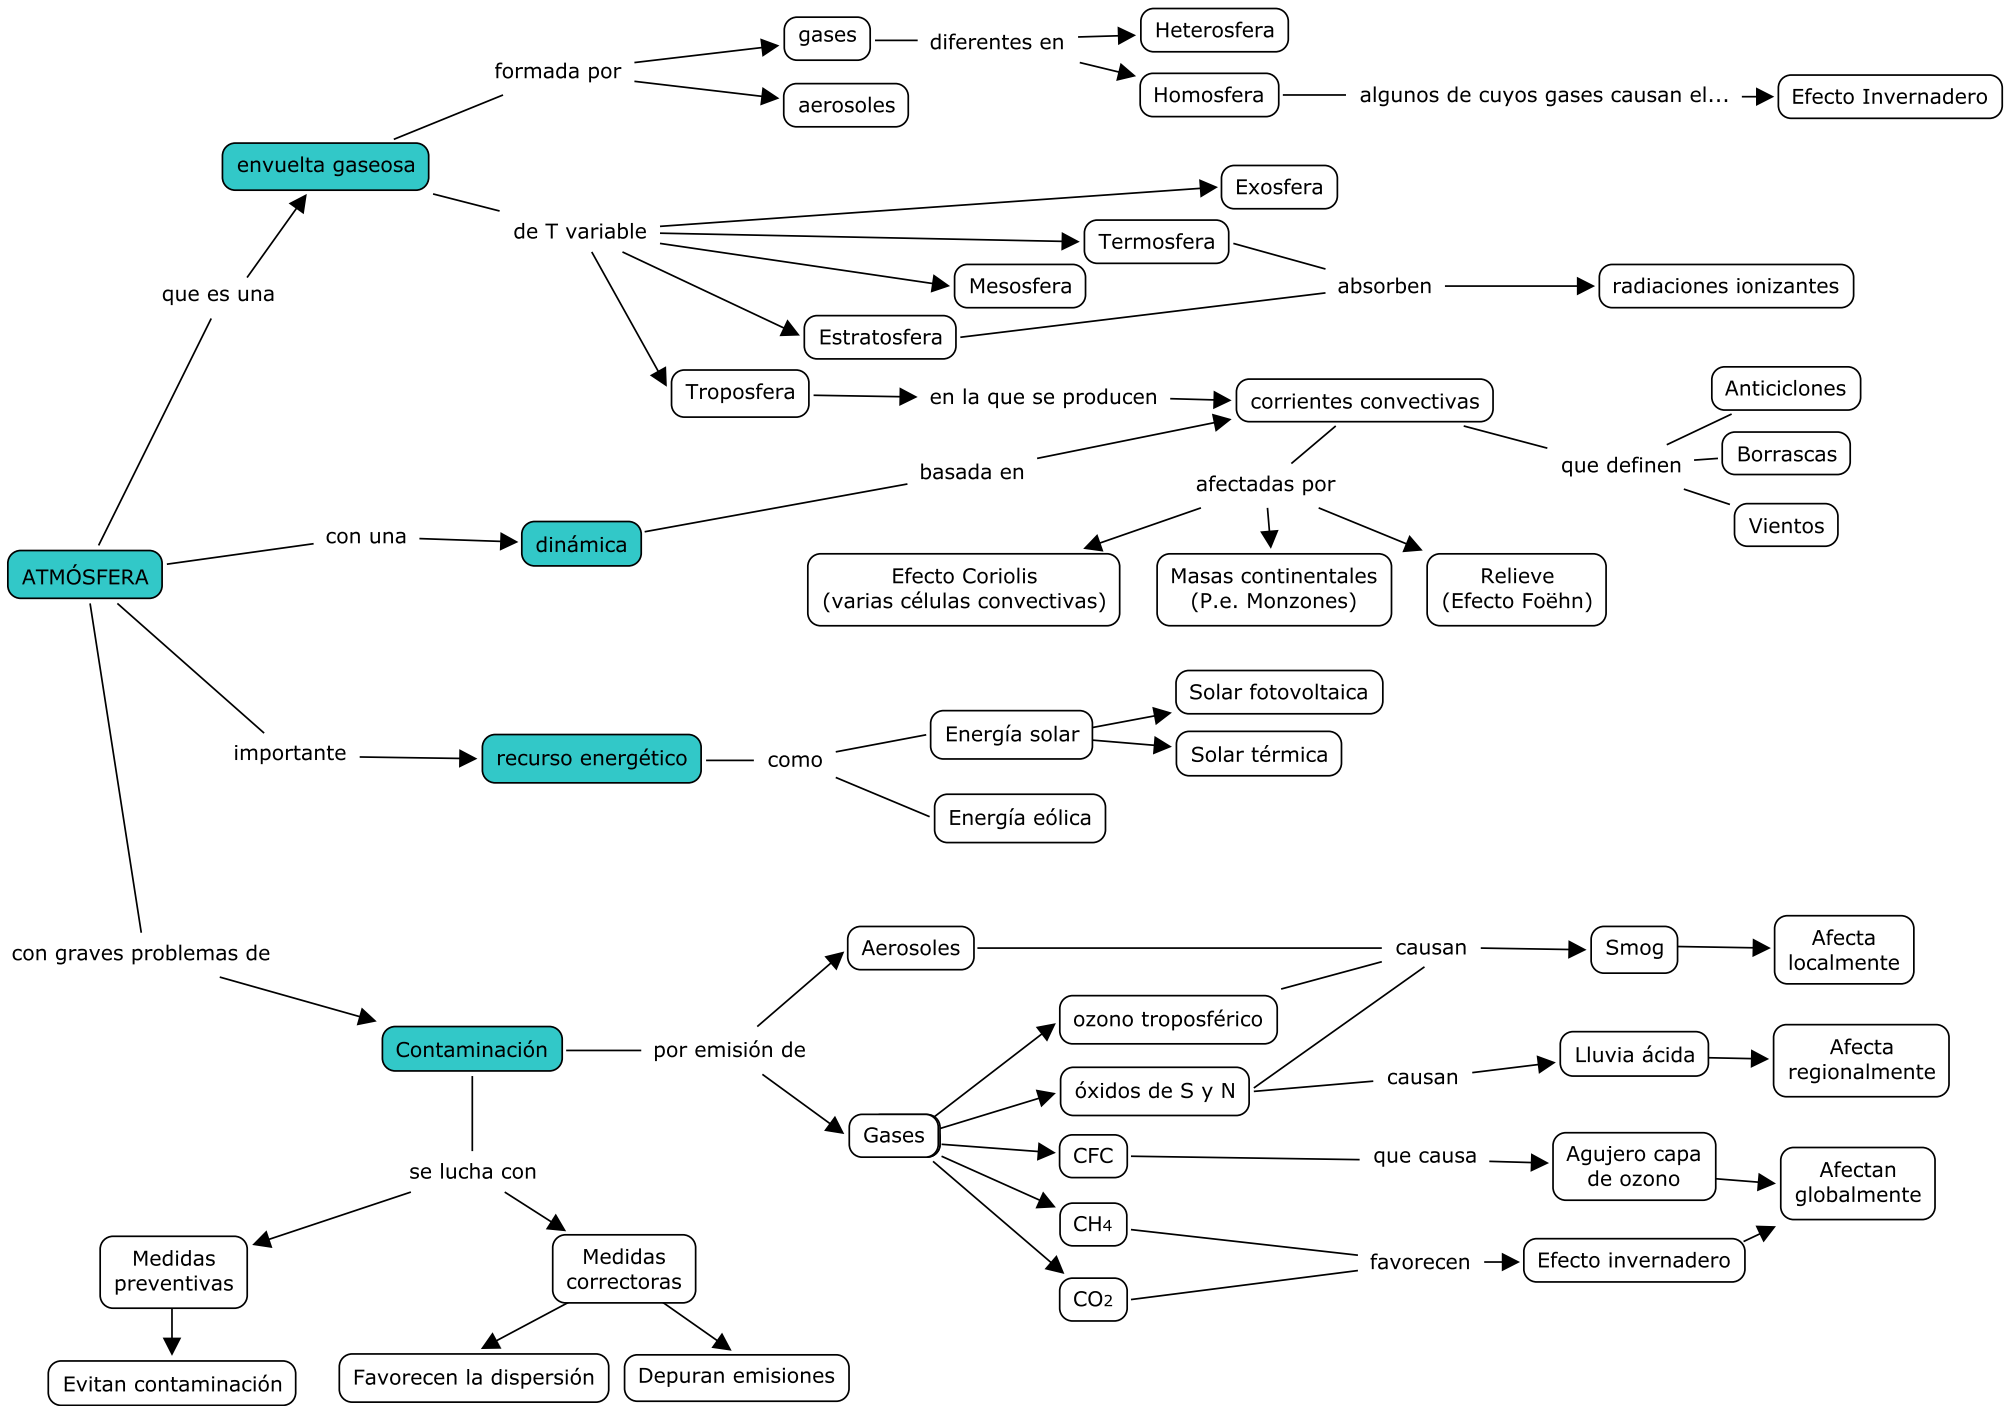 gases
diferentes en
Heterosfera
formada por
aerosoles
Homosfera
algunos de cuyos gases causan el...
Efecto Invernadero
envuelta gaseosa
Exosfera
de T variable
Termosfera
Mesosfera
absorben
radiaciones ionizantes
que es una
Estratosfera
Troposfera
en la que se producen
corrientes convectivas
Anticiclones
basada en
que definen
Borrascas
afectadas por
Vientos
con una
dinámica
ATMÓSFERA
Efecto Coriolis
(varias células convectivas)
Masas continentales
(P.e. Monzones)
Relieve
(Efecto Foëhn)
importante
recurso energético
como
Energía solar
Solar fotovoltaica
Solar térmica
Energía eólica
con graves problemas de
Aerosoles
causan
Smog
Afecta
localmente
ozono troposférico
Contaminación
por emisión de
óxidos de S y N
causan
Lluvia ácida
Afecta
regionalmente
Gases
CFC
que causa
Agujero capa
de ozono
Afectan
globalmente
se lucha con
CH4
favorecen
Efecto invernadero
CO2
Medidas
preventivas
Medidas
correctoras
Evitan contaminación
Favorecen la dispersión
Depuran emisiones